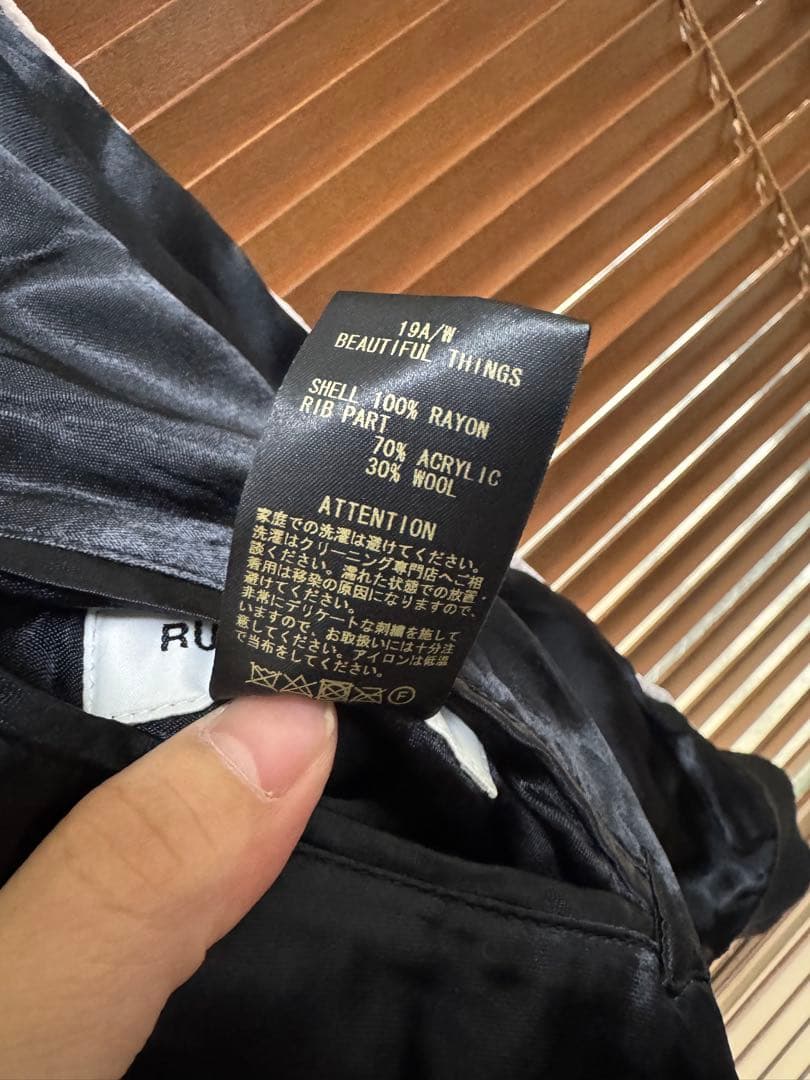 19A/W
BEAUTIFUL THINGS
SHELL 100% RAYON
RIB PART
70% ACRYLIC
30% WOOL
ATTENTION
家庭での洗濯は避けてください。
洗濯はクリーニング専門店へご相
談ください。濡れた状態での放置・
着用は移発の原因になりますので、
避けてください。
非常にデリケートな刺繍を施して
いますので、お取扱いには十分注
意してください。アイロンは低温
で当布をしてください。
F
RU